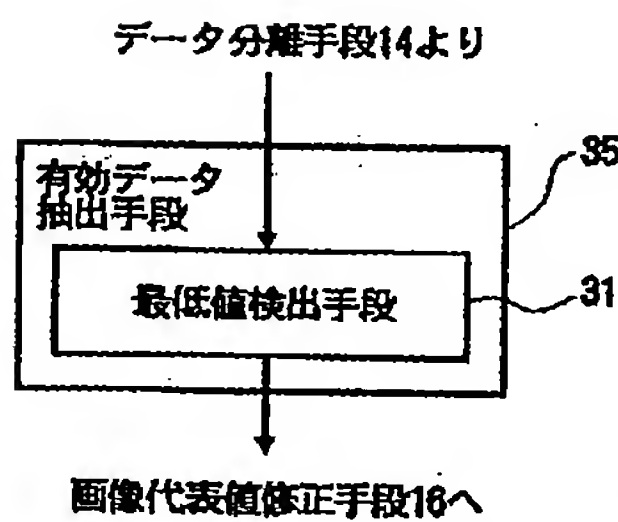 データ分離手段14より
35
有効データ
抽出手段
最低値検出手段
31
画像代表値修正手段16へ